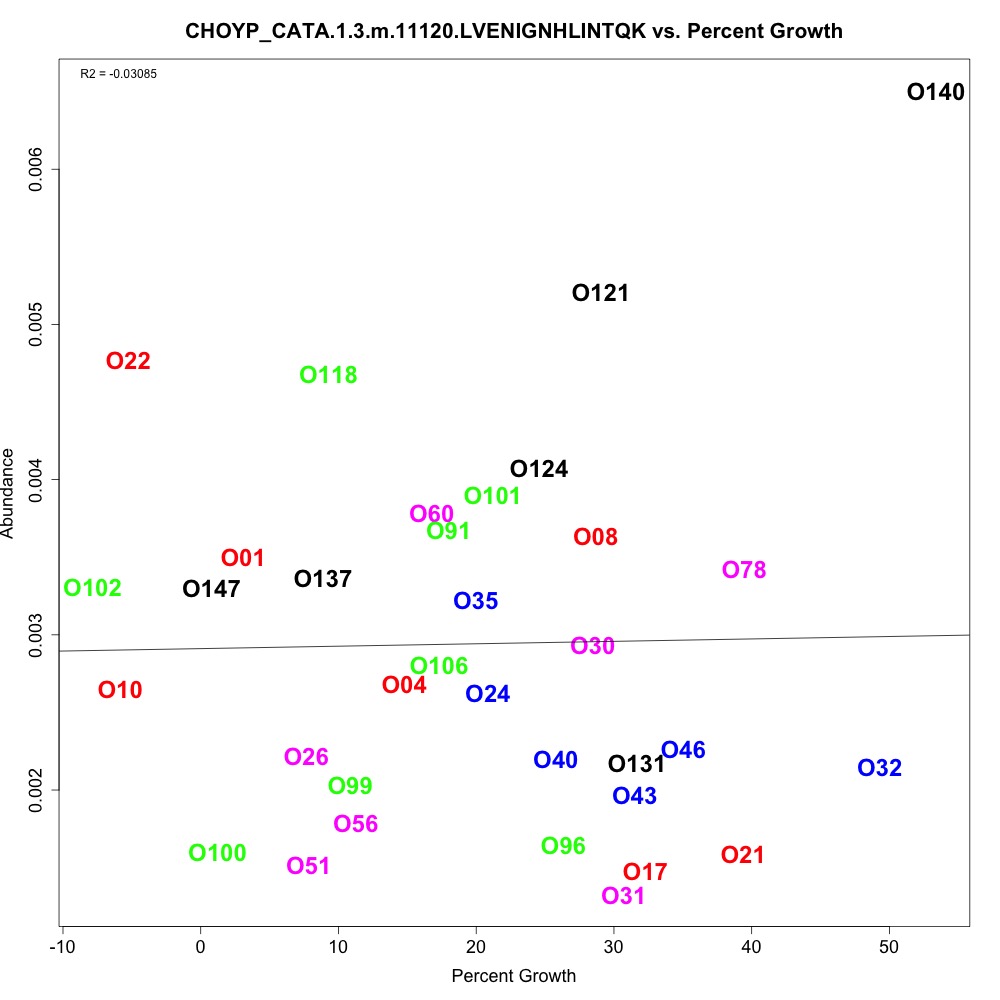 CHOYP_CATA.1.3.m.11120.LVENIGNHLINTQK vs. Percent Growth
R2 = -0.03085
O140
O121
O22
O118
O124
O101
O60
O91
O08
O01
O78
O137
O102
O147
O35
O30
O106
O04
O10
O24
O46
O26
O40
O131
O32
O99
O43
O56
O96
O100
O21
O51
O17
O31
Abundance
0.006
0.005
0.004
0.003
0.002
-10 0 10 20 30 40 50
Percent Growth